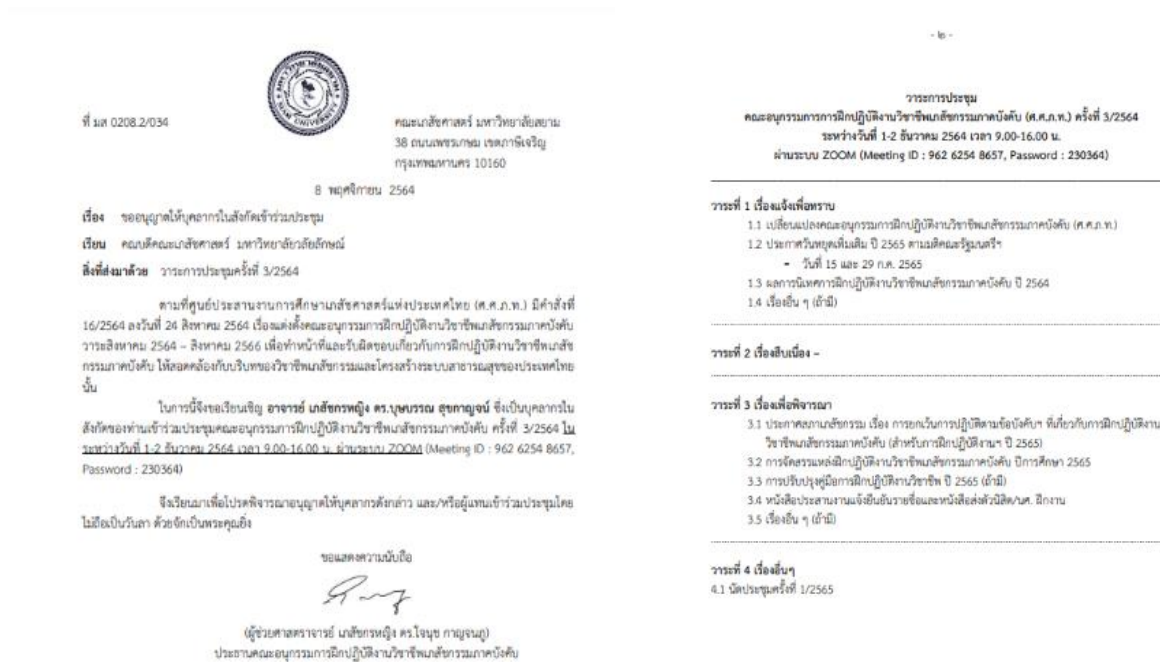 ที่ มส 0208.2/034
SIAM UNIVERSITY
คณะเภสัชศาสตร์ มหาวิทยาลัยสยาม
38 ถนนเพชรเกษม เขตภาษีเจริญ
กรุงเทพมหานคร 10160
8 พฤศจิกายน 2564
เรื่อง ขออนุญาตให้บุคลากรในสังกัดเข้าร่วมประชุม
เรียน คณบดีคณะเภสัชศาสตร์ มหาวิทยาลัยวลัยลักษณ์
สิ่งที่ส่งมาด้วย วาระการประชุมครั้งที่ 3/2564
ตามที่ศูนย์ประสานงานการศึกษาเภสัชศาสตร์แห่งประเทศไทย (ศ.ศ.ภ.ท.) มีคำสั่งที่
16/2564 ลงวันที่ 24 สิงหาคม 2564 เรื่องแต่งตั้งคณะอนุกรรมการฝึกปฏิบัติงานวิชาชีพเภสัชกรรมภาคบังคับ
วาระสิงหาคม 2564 – สิงหาคม 2566 เพื่อทำหน้าที่และรับผิดชอบเกี่ยวกับการฝึกปฏิบัติงานวิชาชีพเภสัช
กรรมภาคบังคับ ให้สอดคล้องกับบริบทของวิชาชีพเภสัชกรรมและโครงสร้างระบบสาธารณสุขของประเทศไทย
นั้น
ในการนี้จึงขอเรียนเชิญ อาจารย์ เภสัชกรหญิง ดร.บุษบรรณ สุขกาญจน์ ซึ่งเป็นบุคลากรใน
สังกัดของท่านเข้าร่วมประชุมคณะอนุกรรมการฝึกปฏิบัติงานวิชาชีพเภสัชกรรมภาคบังคับ ครั้งที่ 3/2564 ใน
ระหว่างวันที่ 1-2 ธันวาคม 2564 เวลา 9.00-16.00 น. ผ่านระบบ ZOOM (Meeting ID : 962 6254 8657,
Password : 230364)
จึงเรียนมาเพื่อโปรดพิจารณาอนุญาตให้บุคลากรดังกล่าว และ/หรือผู้แทนเข้าร่วมประชุมโดย
ไม่ถือเป็นวันลา ด้วยจักเป็นพระคุณยิ่ง
ขอแสดงความนับถือ
(ผู้ช่วยศาสตราจารย์ เภสัชกรหญิง ดร.โจนุช กาญจนภู)
ประธานคณะอนุกรรมการฝึกปฏิบัติงานวิชาชีพเภสัชกรรมภาคบังคับ
- ๒ -
วาระการประชุม
คณะอนุกรรมการการฝึกปฏิบัติงานวิชาชีพเภสัชกรรมภาคบังคับ (ศ.ศ.ภ.ท.) ครั้งที่ 3/2564
ระหว่างวันที่ 1-2 ธันวาคม 2564 เวลา 9.00-16.00 น.
ผ่านระบบ ZOOM (Meeting ID : 962 6254 8657, Password : 230364)
วาระที่ 1 เรื่องแจ้งเพื่อทราบ
1.1 เปลี่ยนแปลงคณะอนุกรรมการฝึกปฏิบัติงานวิชาชีพเภสัชกรรมภาคบังคับ (ศ.ศ.ภ.ท.)
1.2 ประกาศวันหยุดเพิ่มเติม ปี 2565 ตามมติคณะรัฐมนตรีฯ
- วันที่ 15 และ 29 ก.ค. 2565
1.3 ผลการนิเทศการฝึกปฏิบัติงานวิชาชีพเภสัชกรรมภาคบังคับ ปี 2564
1.4 เรื่องอื่น ๆ (ถ้ามี)
วาระที่ 2 เรื่องสืบเนื่อง –
วาระที่ 3 เรื่องเพื่อพิจารณา
3.1 ประกาศสภาเภสัชกรรม เรื่อง การยกเว้นการปฏิบัติตามข้อบังคับฯ ที่เกี่ยวกับการฝึกปฏิบัติงาน
วิชาชีพเภสัชกรรมภาคบังคับ (สำหรับการฝึกปฏิบัติงานฯ ปี 2565)
3.2 การจัดสรรแหล่งฝึกปฏิบัติงานวิชาชีพเภสัชกรรมภาคบังคับ ปีการศึกษา 2565
3.3 การปรับปรุงคู่มือการฝึกปฏิบัติงานวิชาชีพ ปี 2565 (ถ้ามี)
3.4 หนังสือประสานงานแจ้งยืนยันรายชื่อและหนังสือส่งตัวนิสิต/นศ. ฝึกงาน
3.5 เรื่องอื่น ๆ (ถ้ามี)
วาระที่ 4 เรื่องอื่นๆ
4.1 นัดประชุมครั้งที่ 1/2565